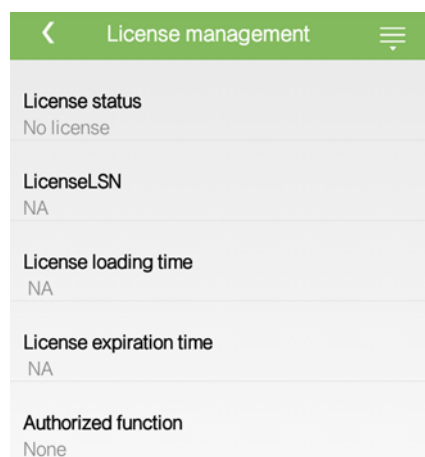 License management
License status
No license
LicenseLSN
NA
License loading time
NA
License expiration time
NA
Authorized function
None